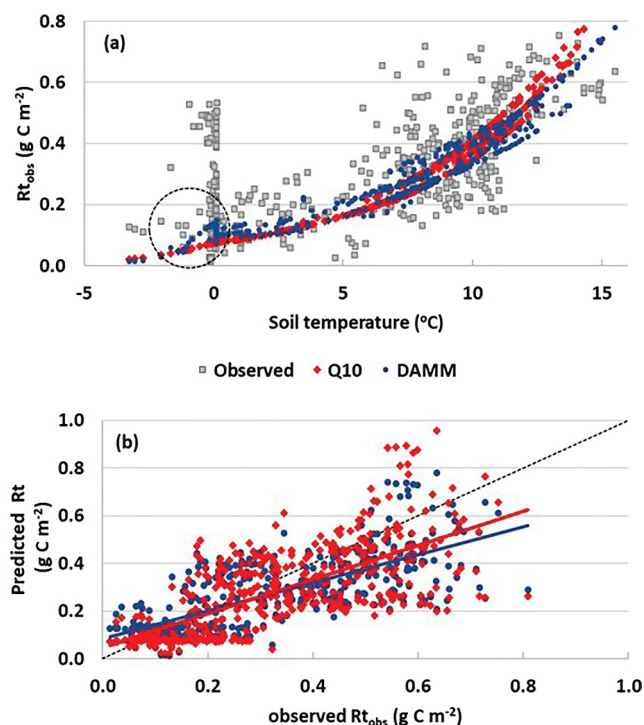 (a)
Rt_obs (g C m⁻²)
0.8
0.6
0.4
0.2
0.0
-5 0 5 10 15
Soil temperature (°C)
Observed Q10 DAMM
(b)
Predicted Rt
(g C m⁻²)
1.0
0.8
0.6
0.4
0.2
0.0
0.0 0.2 0.4 0.6 0.8 1.0
observed Rt_obs (g C m⁻²)